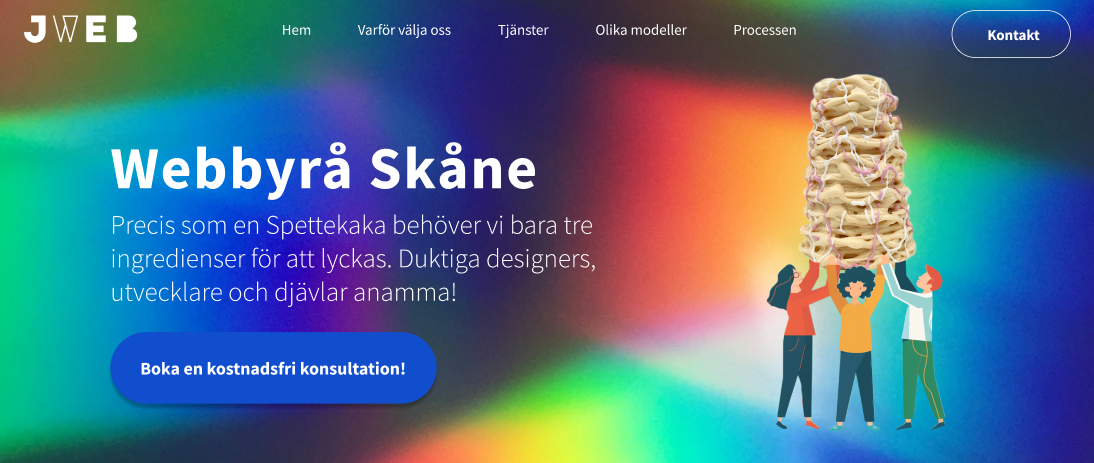 JWEB
Hem
Varför välja oss
Tjänster
Olika modeller
Processen
Kontakt
Webbyrå Skåne
Precis som en Spettekaka behöver vi bara tre
ingredienser för att lyckas. Duktiga designers,
utvecklare och djävlar anamma!
Boka en kostnadsfri konsultation!